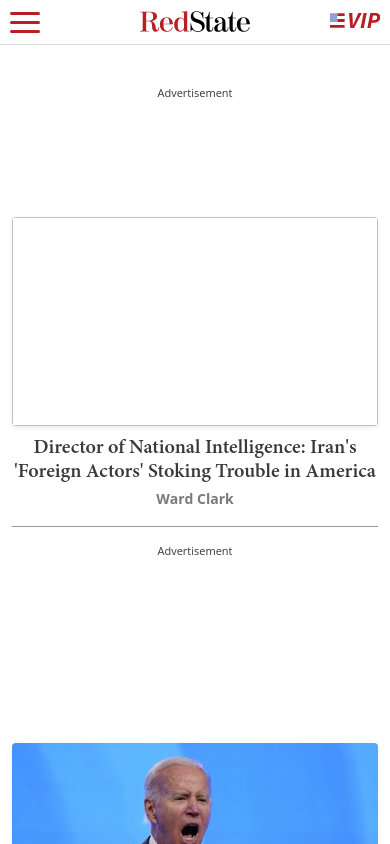 RedState
VIP
Advertisement
Director of National Intelligence: Iran's
'Foreign Actors' Stoking Trouble in America
Ward Clark
Advertisement